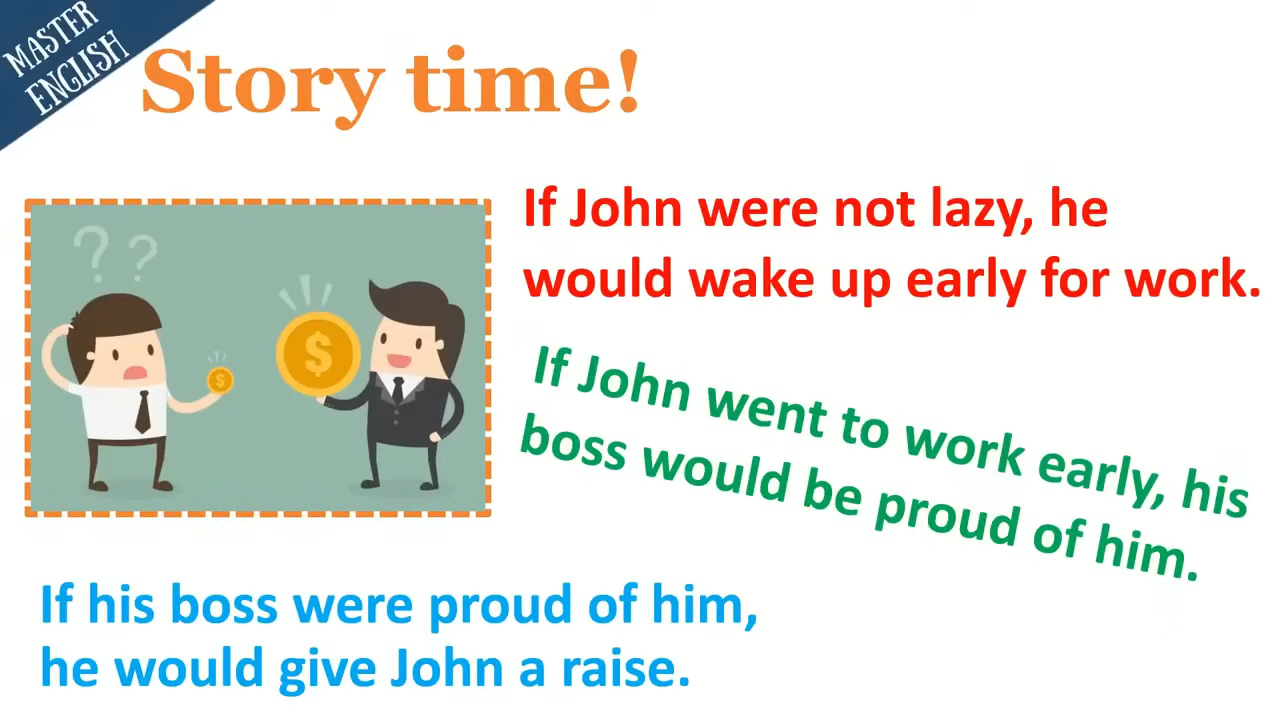 MASTER
ENGLISH
Story time!
? ?
$
$
If John were not lazy, he
would wake up early for work.
If John went to work early, his
boss would be proud of him.
If his boss were proud of him,
he would give John a raise.